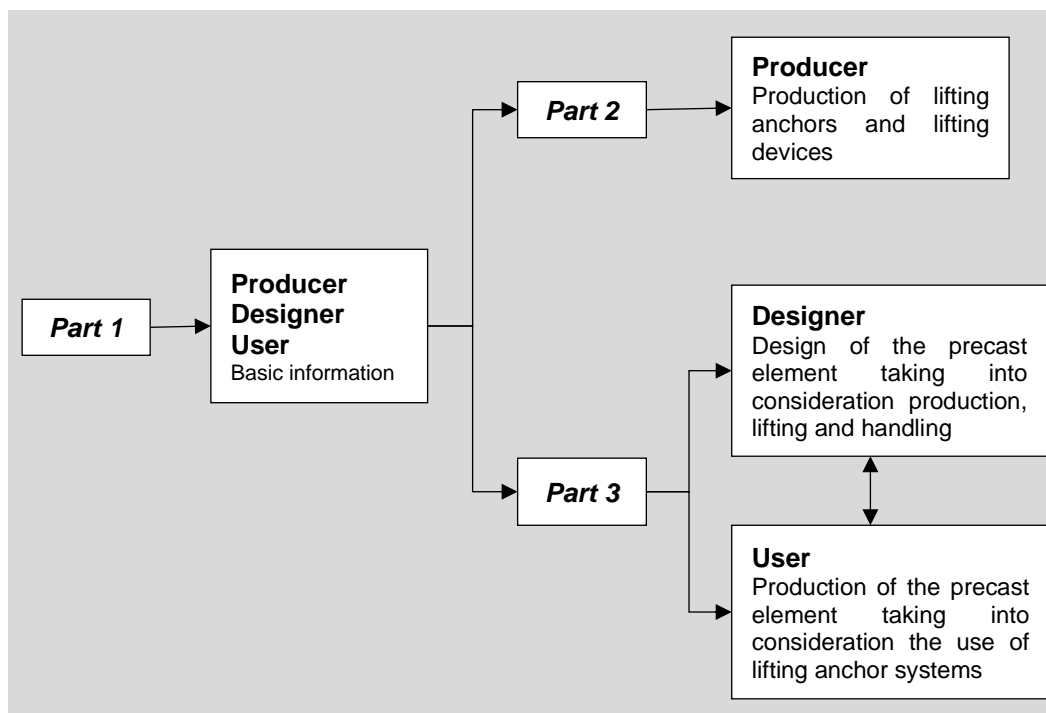 Part 1
Producer
Designer
User
Basic information
Part 2
Producer
Production of lifting
anchors and lifting
devices
Part 3
Designer
Design of the precast
element taking into
consideration production,
lifting and handling
User
Production of the precast
element taking into
consideration the use of
lifting anchor systems